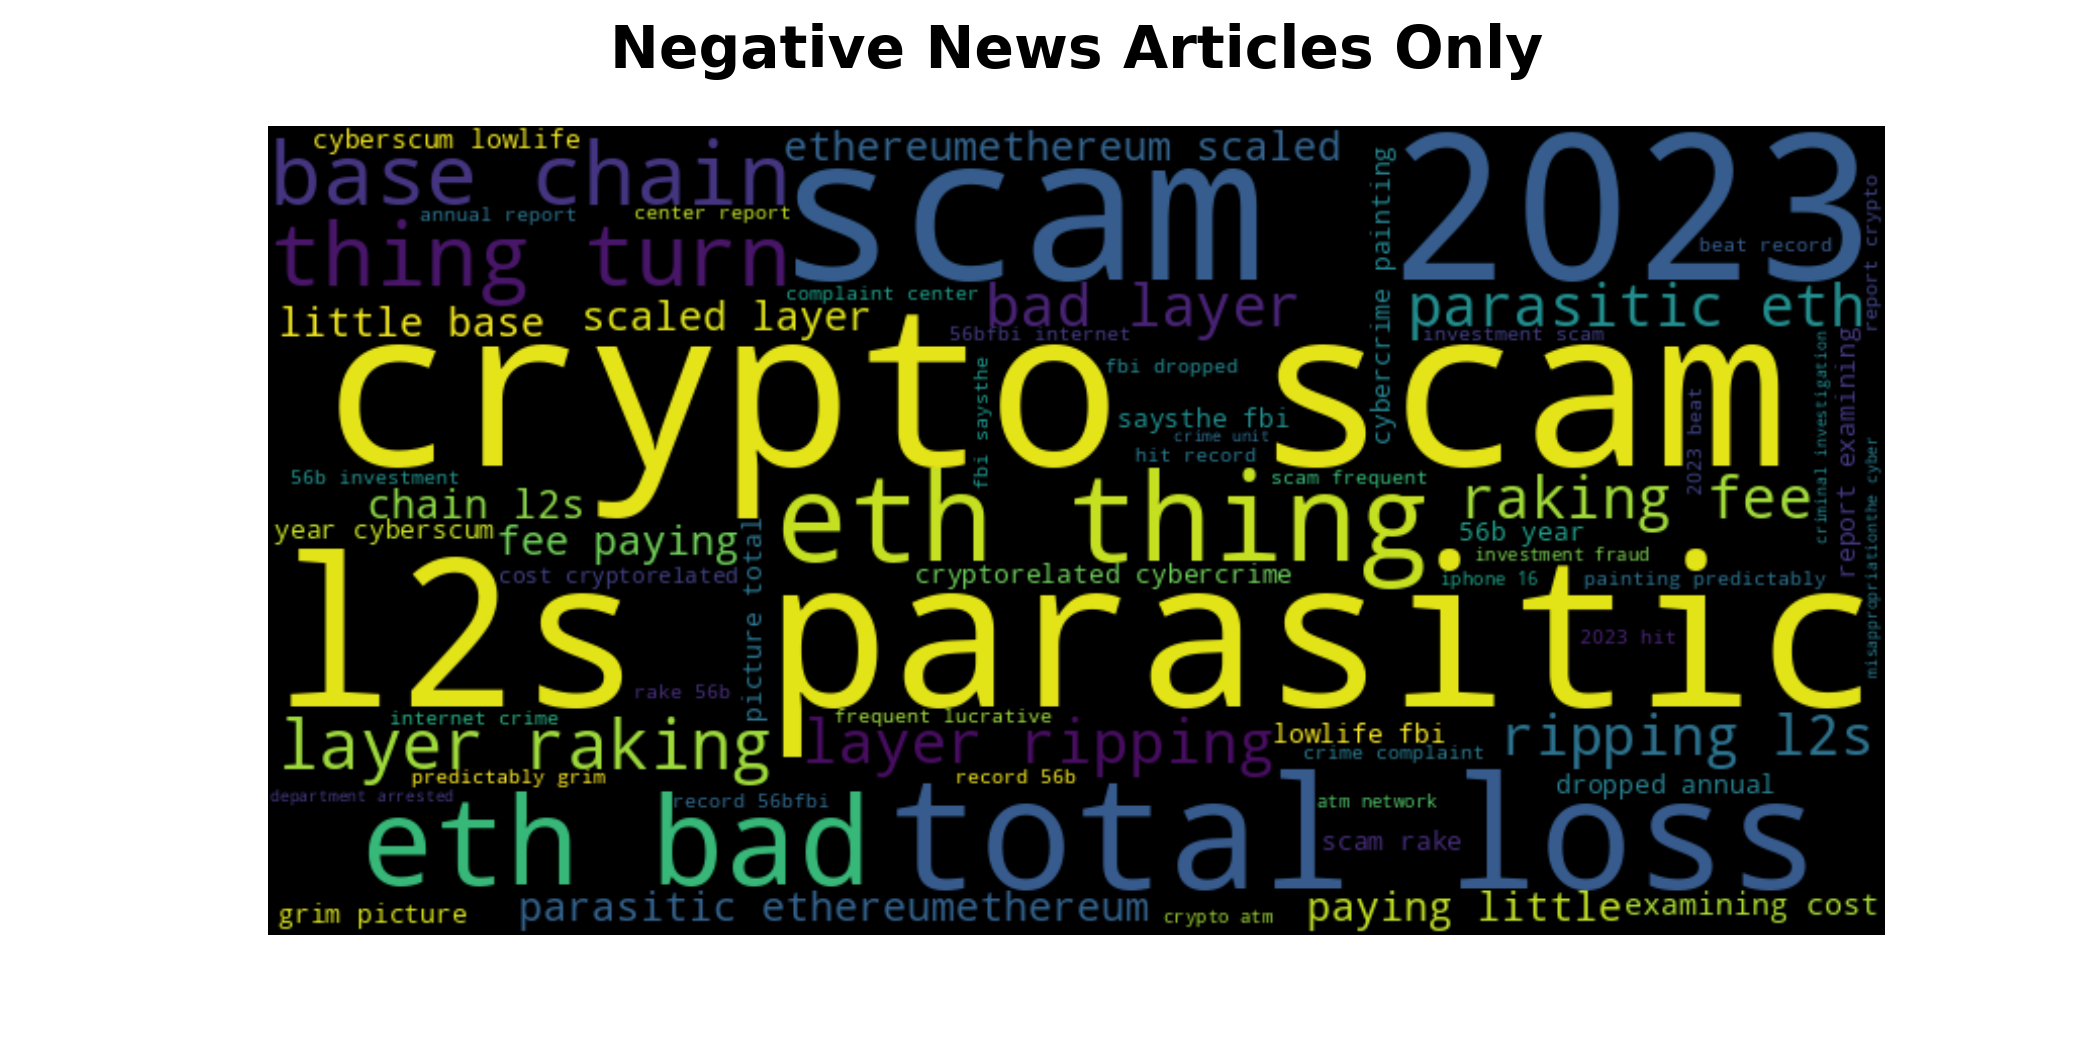 Negative News Articles Only
cyberscum lowlife
base chain
ethereumethereum scaled
scam
2023
cybercrime painting
report crypto
annual report
center report
thing turn
beat record
complaint center
bad layer
parasitic eth
little base
scaled layer
56bfbi internet
investment scam
crypto scam
fbi saysthe
fbi dropped
saysthe fbi
crime unit
hit record
2023 beat
criminal investigation
report examining
misappropriationthe cyber
56b investment
chain l2s
eth thing
scam frequent
raking fee
year cyberscum
fee paying
56b year
investment fraud
cost cryptorelated
picture total
cryptorelated cybercrime
iphone 16
painting predictably
l2s parasitic
2023 hit
rake 56b
internet crime
layer raking
frequent lucrative
layer ripping
lowlife fbi
crime complaint
ripping l2s
predictably grim
record 56b
dropped annual
department arrested
record 56bfbi
eth bad
total loss
atm network
scam rake
grim picture
parasitic ethereumethereum
crypto atm
paying little
examining cost